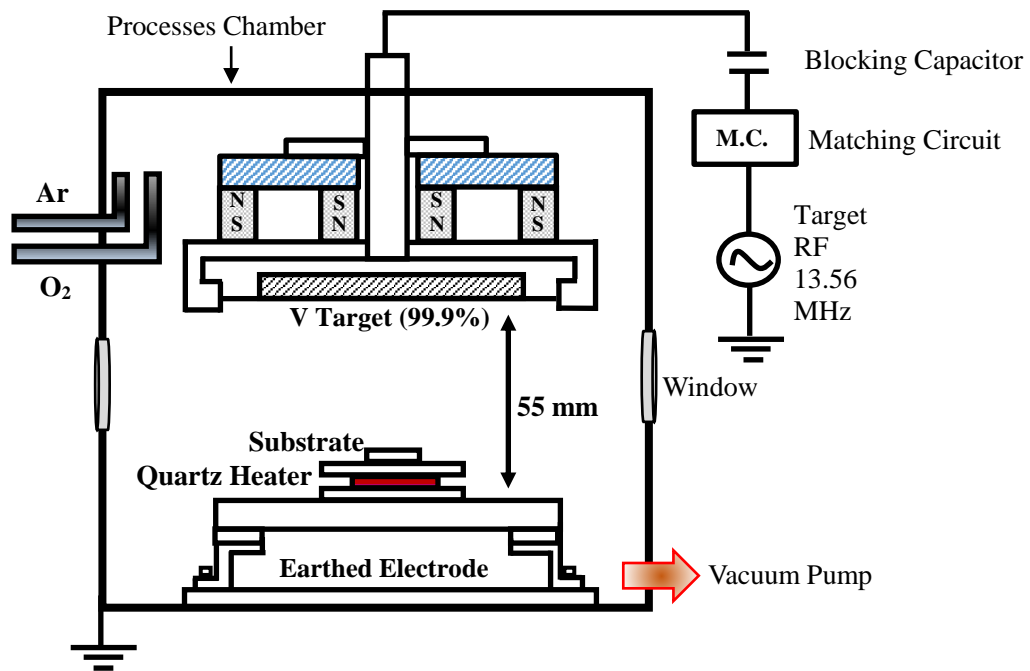 Processes Chamber
Blocking Capacitor
M.C.
Matching Circuit
Ar
O₂
N
S
S
N
S
N
N
S
Target
RF
13.56
MHz
V Target (99.9%)
Window
55 mm
Substrate
Quartz Heater
Earthed Electrode
Vacuum Pump